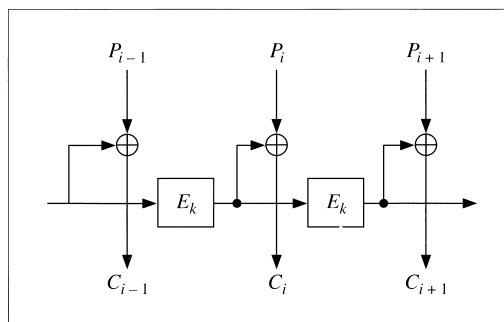 P_{i-1} P_i P_{i+1}
E_k E_k
C_{i-1} C_i C_{i+1}